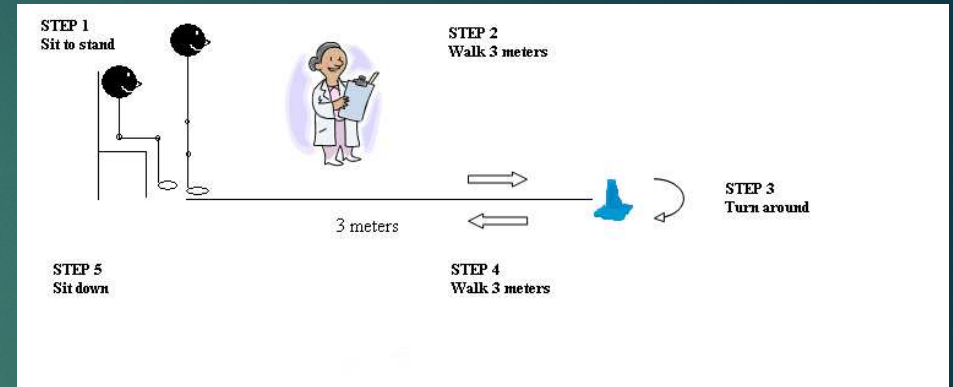 STEP 1
Sit to stand
STEP 2
Walk 3 meters
STEP 3
Turn around
3 meters
STEP 5
Sit down
STEP 4
Walk 3 meters